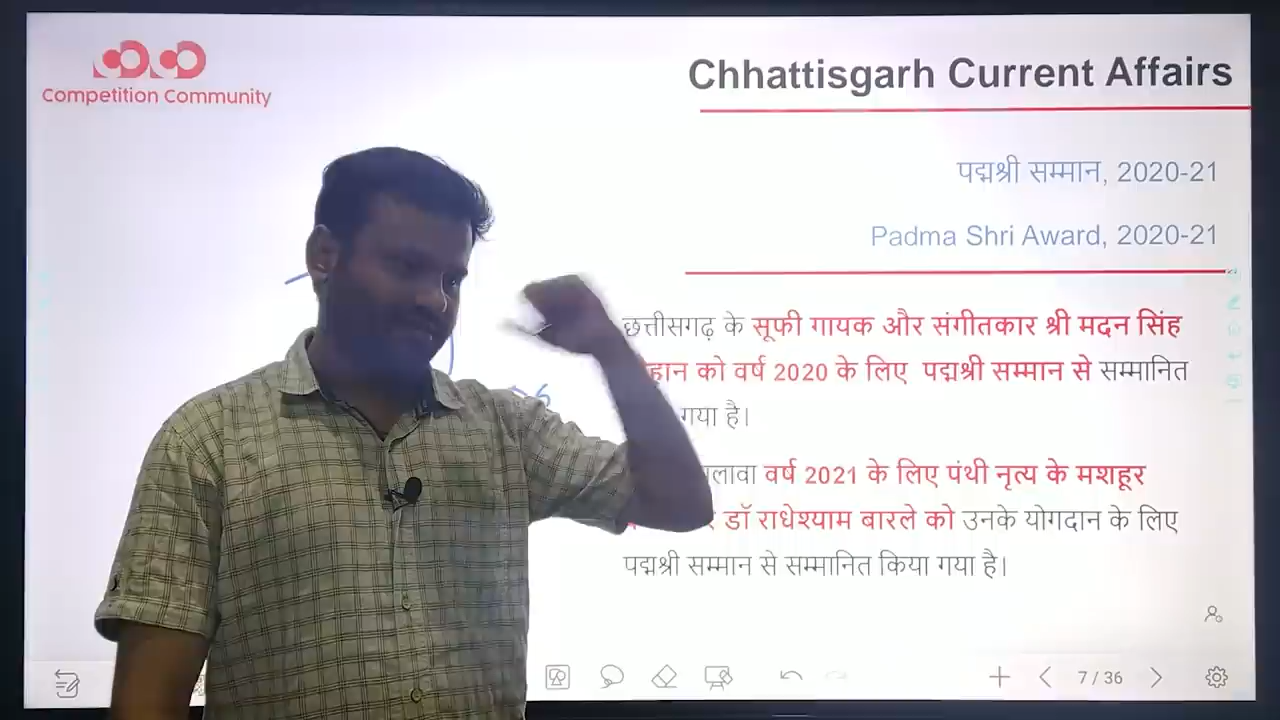 Competition Community
Chhattisgarh Current Affairs
पद्मश्री सम्मान, 2020-21
Padma Shri Award, 2020-21
छत्तीसगढ़ के सूफी गायक और संगीतकार श्री मदन सिंह
को वर्ष 2020 के लिए पद्मश्री सम्मान से सम्मानित
गया है।
वर्ष 2021 के लिए पंथी नृत्य के मशहूर
डॉ राधेश्याम बारले को उनके योगदान के लिए
पद्मश्री सम्मान से सम्मानित किया गया है।
7 / 36